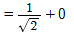 = 1/√2 + 0